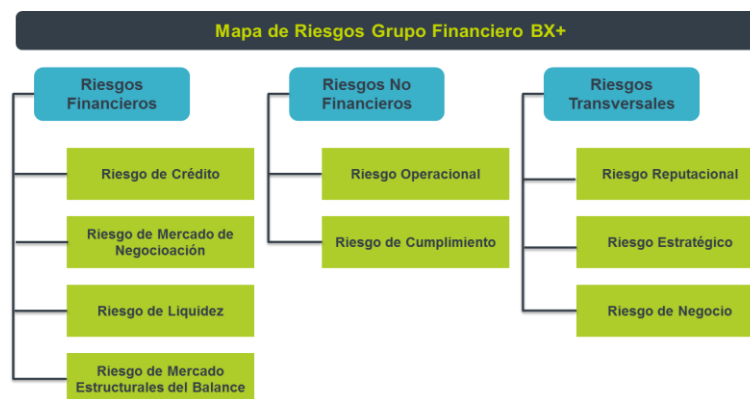 Mapa de Riesgos Grupo Financiero BX+
Riesgos
Financieros
Riesgo de Crédito
Riesgo de Mercado de
Negocioación
Riesgo de Liquidez
Riesgo de Mercado
Estructurales del Balance
Riesgos No
Financieros
Riesgo Operacional
Riesgo de Cumplimiento
Riesgos
Transversales
Riesgo Reputacional
Riesgo Estratégico
Riesgo de Negocio